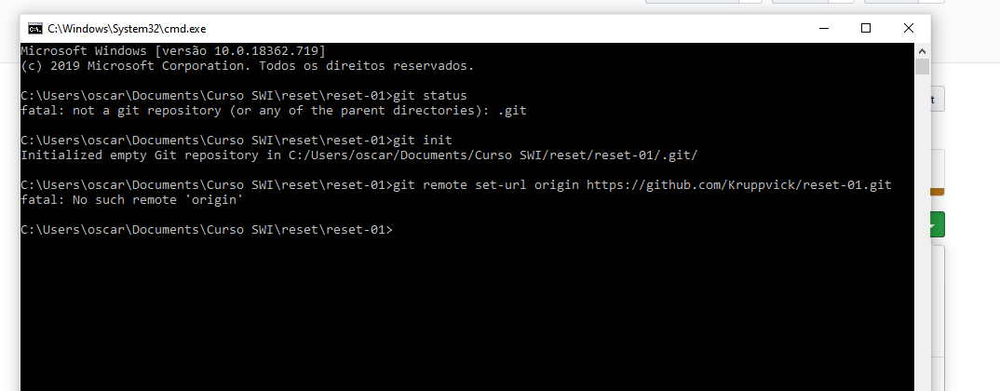 C:\Windows\System32\cmd.exe
Microsoft Windows [versão 10.0.18362.719]
(c) 2019 Microsoft Corporation. Todos os direitos reservados.
C:\Users\oscar\Documents\Curso SWI\reset\reset-01>git status
fatal: not a git repository (or any of the parent directories): .git
C:\Users\oscar\Documents\Curso SWI\reset\reset-01>git init
Initialized empty Git repository in C:/Users/oscar/Documents/Curso SWI/reset/reset-01/.git/
C:\Users\oscar\Documents\Curso SWI\reset\reset-01>git remote set-url origin https://github.com/Kruppvick/reset-01.git
fatal: No such remote 'origin'
C:\Users\oscar\Documents\Curso SWI\reset\reset-01>